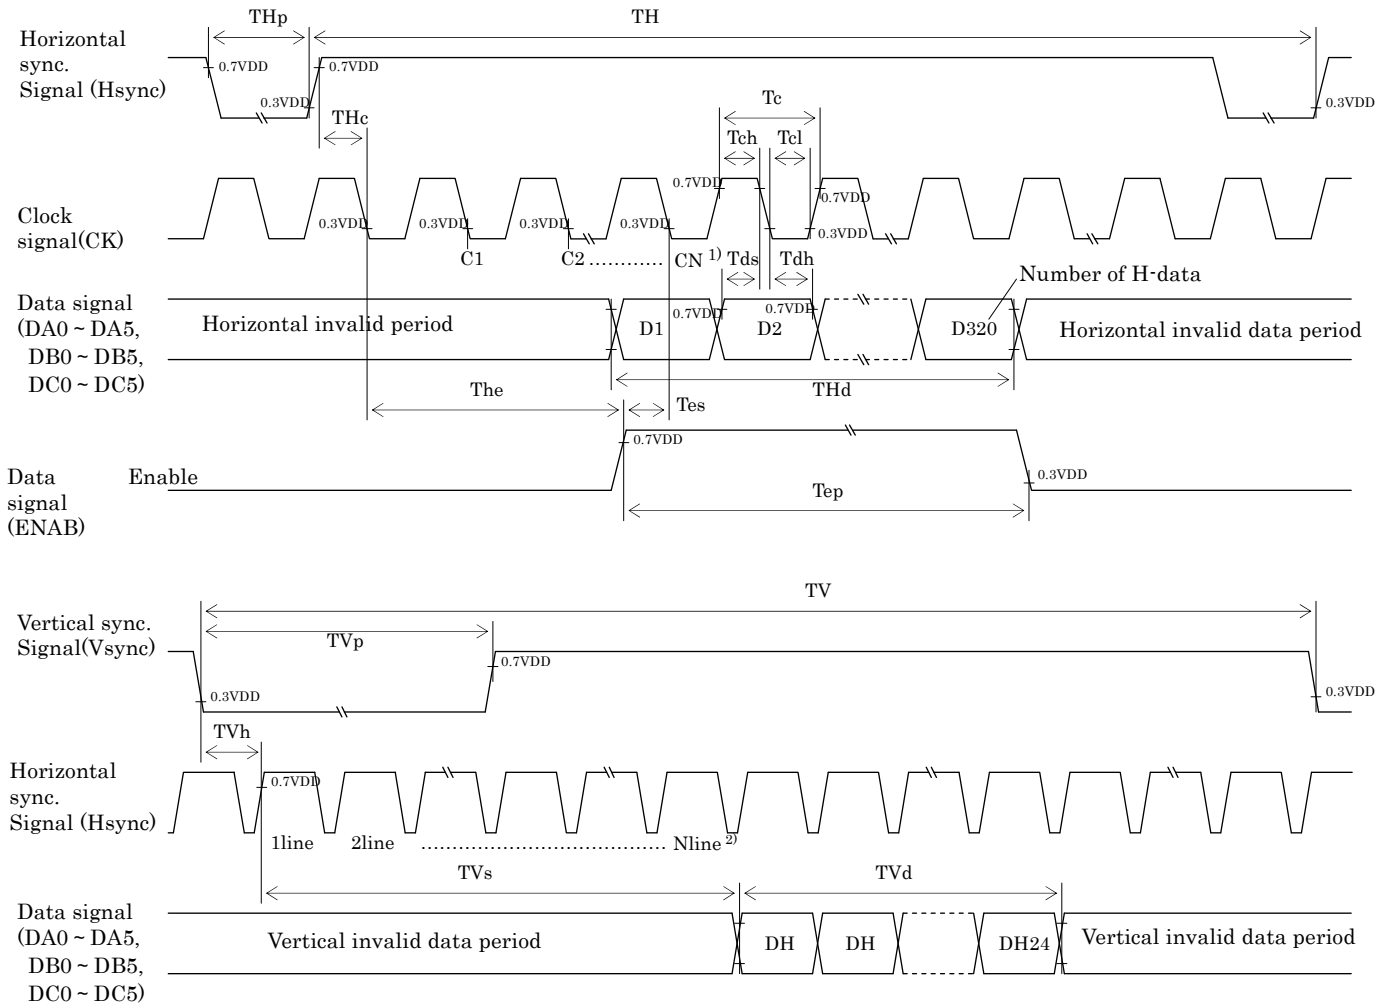 THp
TH
Horizontal
sync.
Signal (Hsync)
0.7VDD
0.7VDD
0.3VDD
0.3VDD
THc
Tc
Tch
Tcl
Clock
signal(CK)
0.7VDD
0.7VDD
0.3VDD
0.3VDD
0.3VDD
0.3VDD
0.3VDD
C1
C2 ............. CN 1)
Tds
Tdh
Number of H-data
Data signal
(DA0 ~ DA5,
DB0 ~ DB5,
DC0 ~ DC5)
Horizontal invalid period
0.7VDD
0.7VDD
D1
D2
D320
Horizontal invalid data period
The
THd
Tes
0.7VDD
Data Enable
signal
(ENAB)
0.3VDD
Tep
TV
Vertical sync.
Signal(Vsync)
TVp
0.7VDD
0.3VDD
0.3VDD
TVh
Horizontal
sync.
Signal (Hsync)
0.7VDD
1line
2line
.......................................... Nline 2)
TVs
TVd
Data signal
(DA0 ~ DA5,
DB0 ~ DB5,
DC0 ~ DC5)
Vertical invalid data period
DH
DH
DH24
Vertical invalid data period